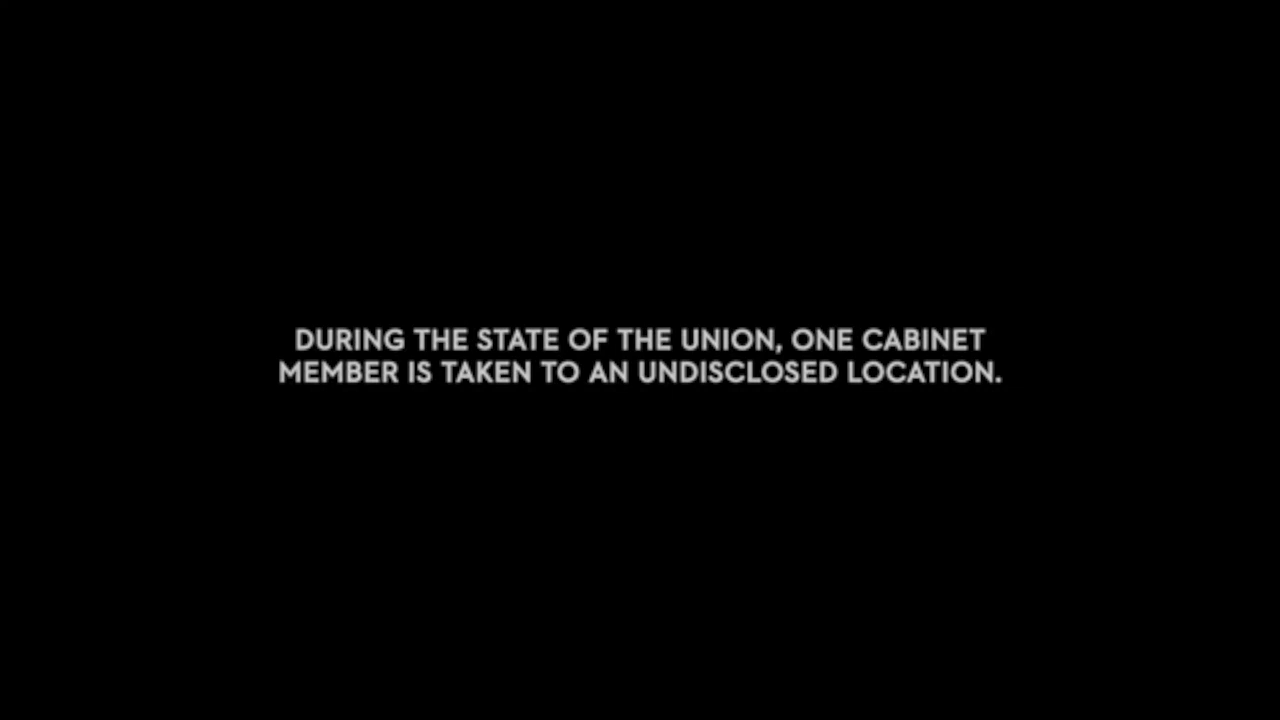 DURING THE STATE OF THE UNION, ONE CABINET
MEMBER IS TAKEN TO AN UNDISCLOSED LOCATION.